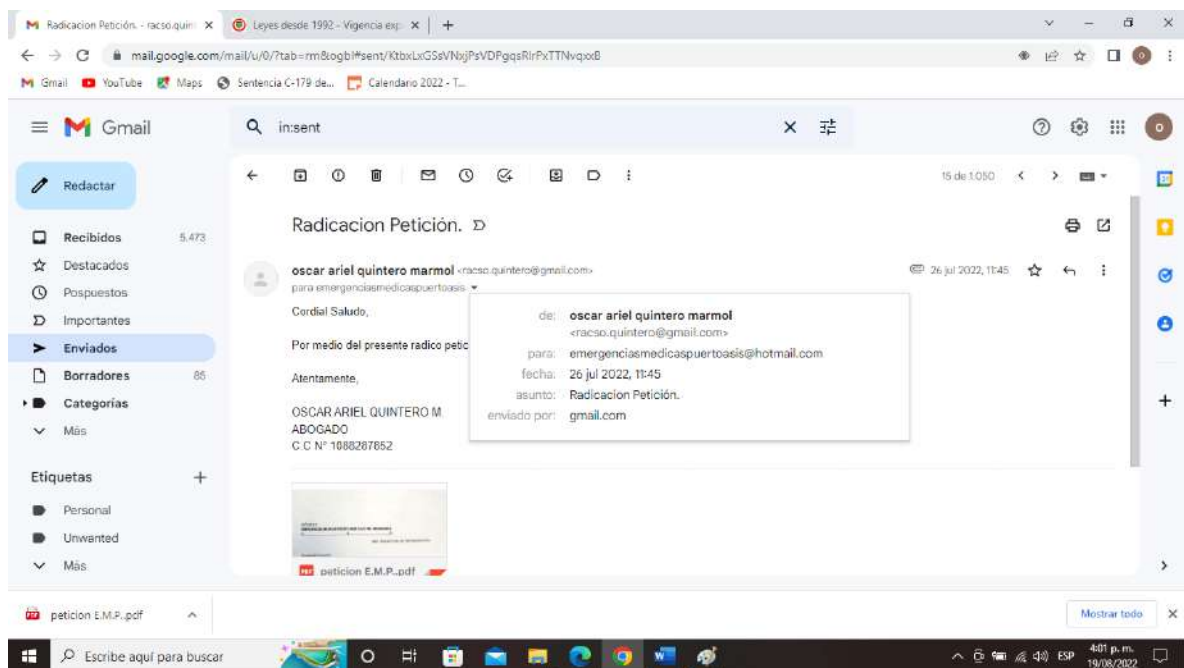 Radicacion Petición. - racso.quin
Leyes desde 1992 - Vigencia exp
mail.google.com/mail/u/0/?tab=rm&ogbl#sent/
Gmail
YouTube
Maps
Sentencia C-179 de...
Calendario 2022 - T...
Gmail
in:sent
Redactar
15 de 1.050
Recibidos 5.473
Destacados
Pospuestos
Importantes
Enviados
Borradores 85
Categorías
Más
Etiquetas
Personal
Unwanted
Más
Radicacion Petición.
oscar ariel quintero marmol <racso.quintero@gmail.com>
26 jul 2022, 11:45
para emergenciasmedicaspuertoasis
Cordial Saludo,
Por medio del presente radico petic
Atentamente,
OSCAR ARIEL QUINTERO M.
ABOGADO
C.C N° 1088287852
de: oscar ariel quintero marmol
<racso.quintero@gmail.com>
para: emergenciasmedicaspuertoasis@hotmail.com
fecha: 26 jul 2022, 11:45
asunto: Radicacion Petición.
enviado por: gmail.com
PDF peticion E.M.P..pdf
peticion E.M.P..pdf
Mostrar todo
Escribe aquí para buscar
ESP
4:01 p. m.
19/08/2022